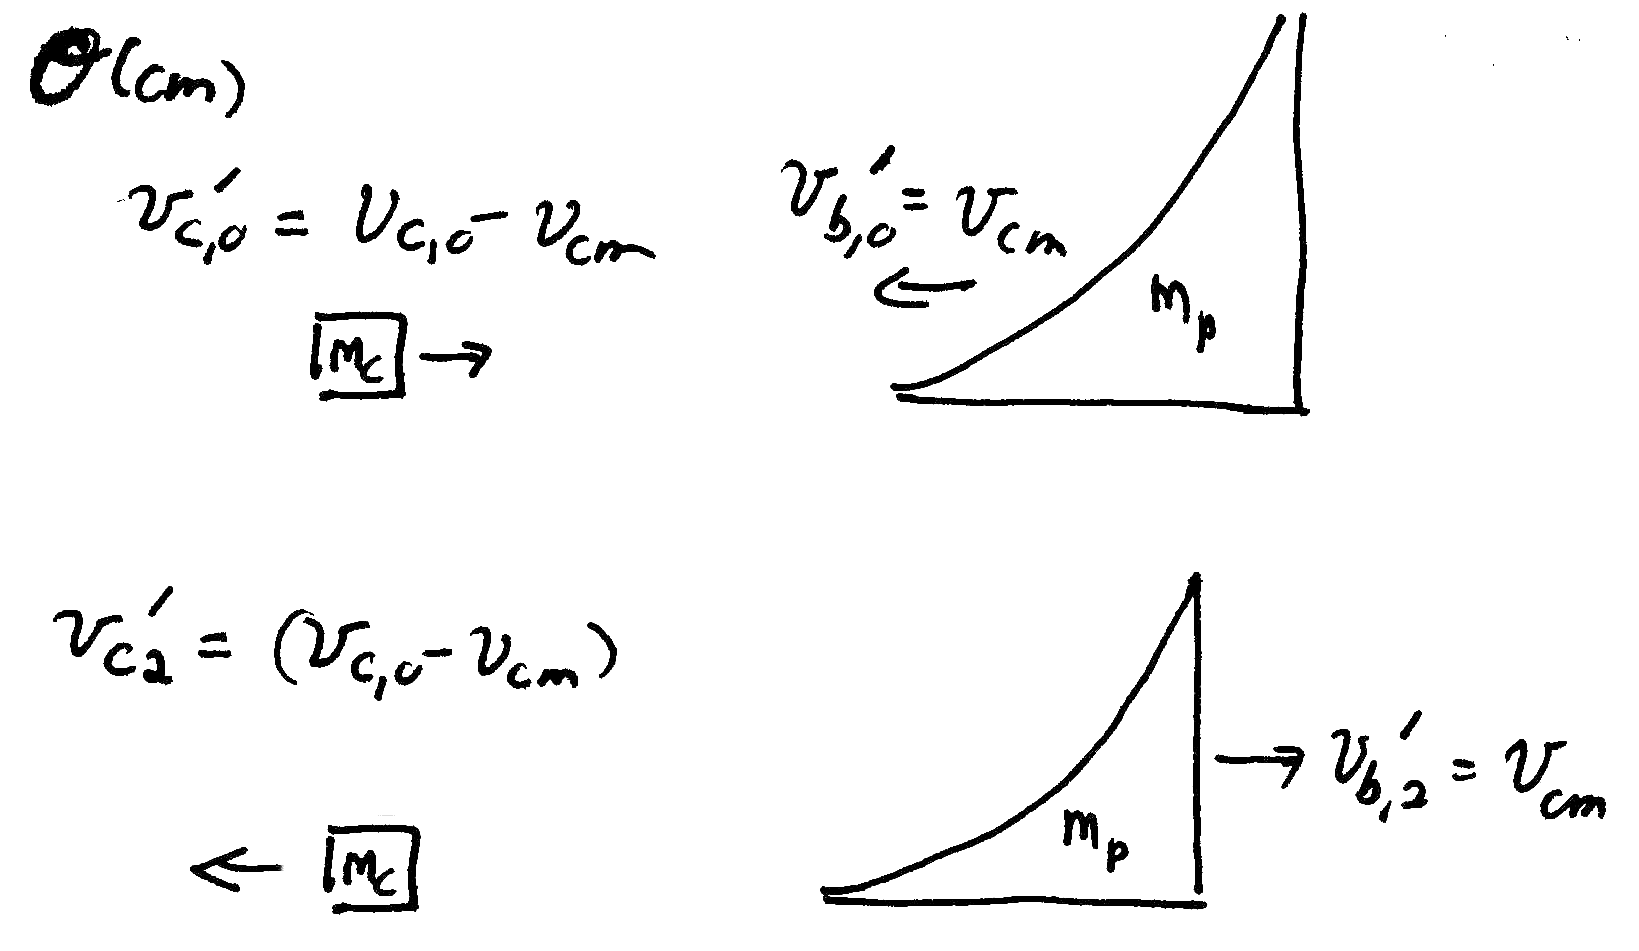 O(cm)
v'c,0 = vc,0 - vcm
v'b,0 = vcm
mc
mp
v'c2 = (vc,0 - vcm)
mp
v'b,2 = vcm
mc